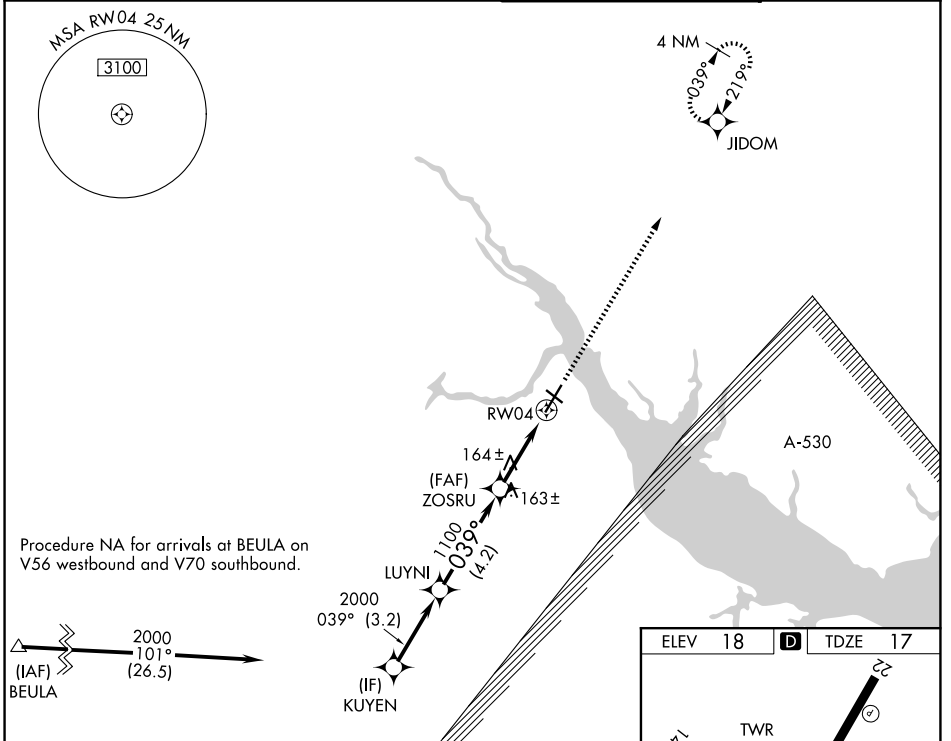 MSA RW04 25 NM
3100
4 NM
039°
219°
JIDOM
RW04
A-530
164±
(FAF)
ZOSRU
163±
1100
039°
(4.2)
Procedure NA for arrivals at BEULA on
V56 westbound and V70 southbound.
LUYNI
2000
039° (3.2)
2000
101°
(26.5)
(IAF)
BEULA
(IF)
KUYEN
ELEV 18 D TDZE 17
22
P
TWR
14